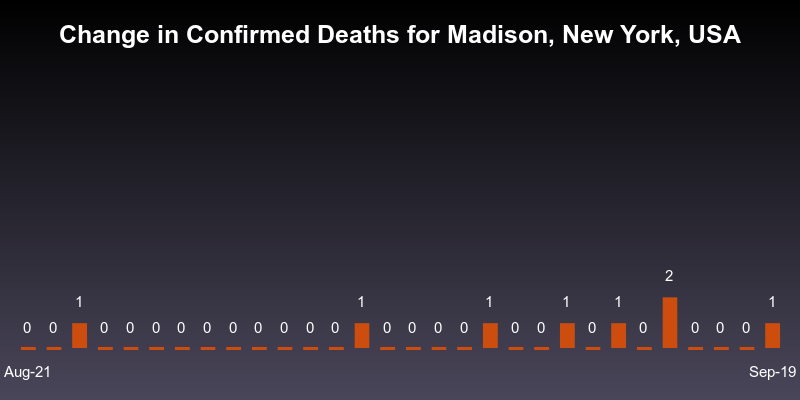 Change in Confirmed Deaths for Madison, New York, USA
2
1 1 1 1 1 1
0 0 0 0 0 0 0 0 0 0 0 0 0 0 0 0 0 0 0 0 0 0 0
Aug-21 Sep-19